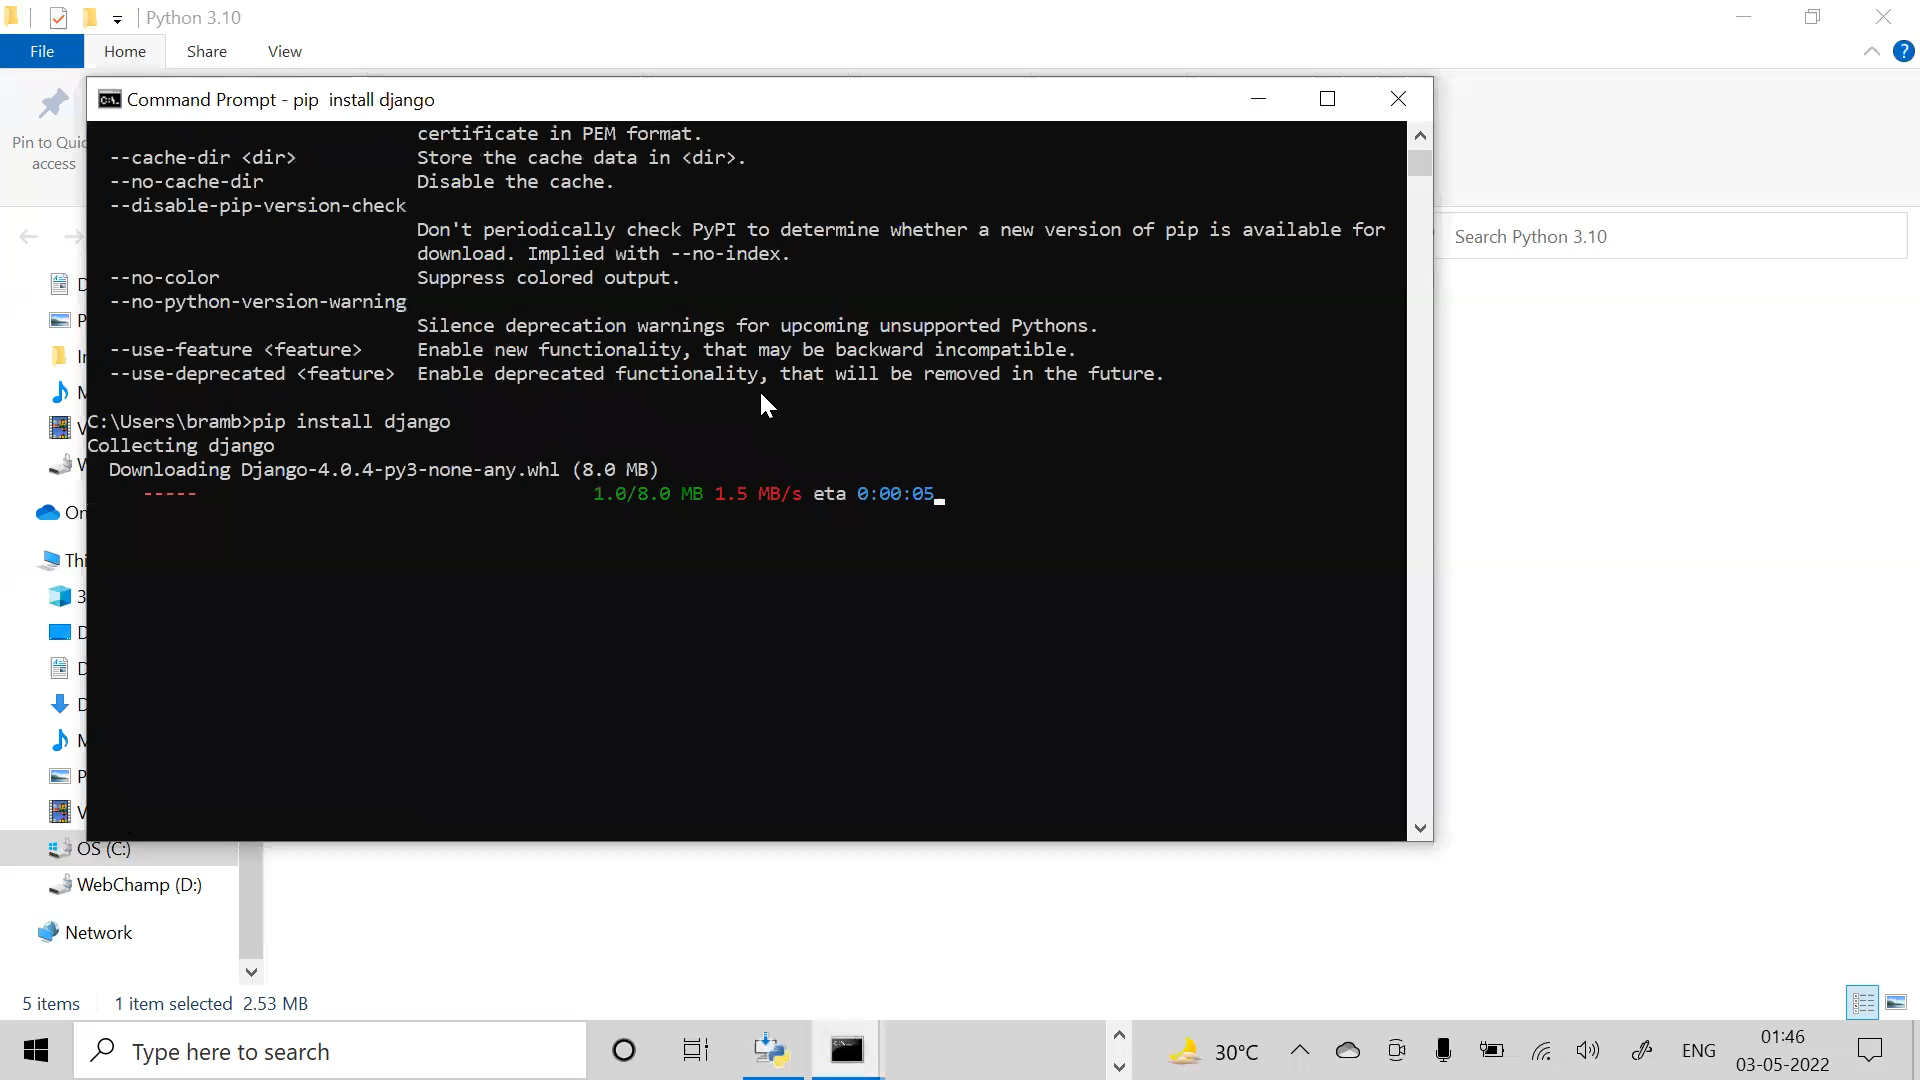 Python 3.10
File Home Share View
Command Prompt - pip  install django
Pin to Quic
access
certificate in PEM format.
--cache-dir <dir> Store the cache data in <dir>.
--no-cache-dir Disable the cache.
--disable-pip-version-check
Don't periodically check PyPI to determine whether a new version of pip is available for
download. Implied with --no-index.
--no-color Suppress colored output.
--no-python-version-warning
Silence deprecation warnings for upcoming unsupported Pythons.
--use-feature <feature> Enable new functionality, that may be backward incompatible.
--use-deprecated <feature> Enable deprecated functionality, that will be removed in the future.
C:\Users\bramb>pip install django
Collecting django
Downloading Django-4.0.4-py3-none-any.whl (8.0 MB)
----- 1.0/8.0 MB 1.5 MB/s eta 0:00:05
Search Python 3.10
D
P
In
M
V
W
On
Thi
3
D
D
D
M
P
V
OS (C:)
WebChamp (D:)
Network
5 items 1 item selected 2.53 MB
Type here to search
30°C
ENG
01:46
03-05-2022